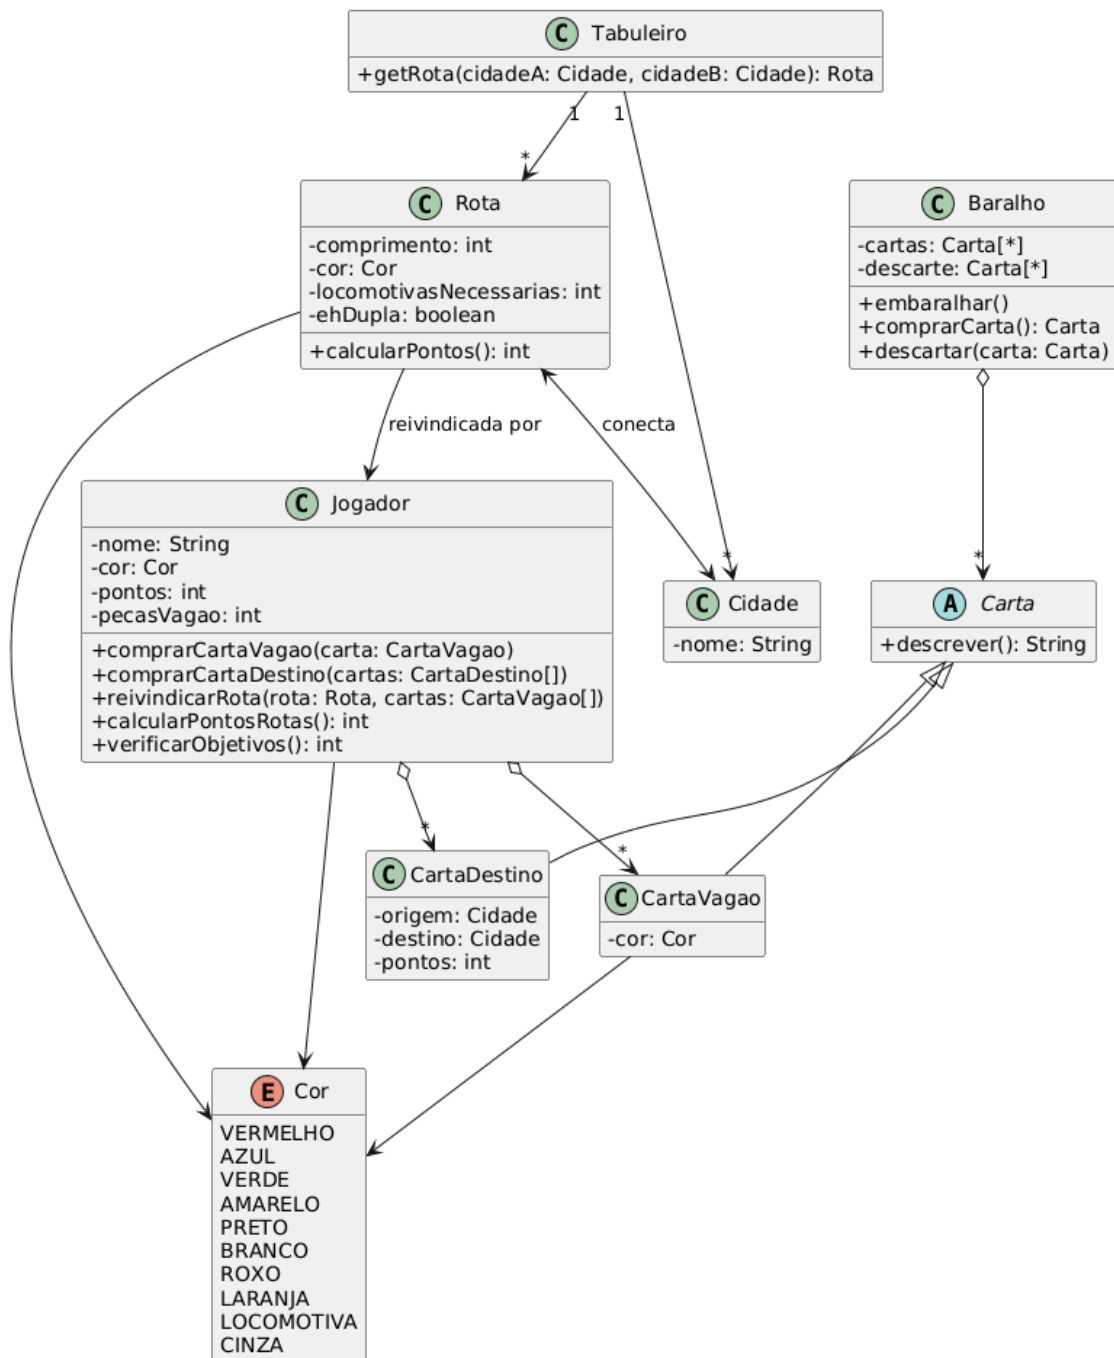 C Tabuleiro
+getRota(cidadeA: Cidade, cidadeB: Cidade): Rota
1
1
*
C Rota
-comprimento: int
-cor: Cor
-locomotivasNecessarias: int
-ehDupla: boolean
+calcularPontos(): int
C Baralho
-cartas: Carta[*]
-descarte: Carta[*]
+embaralhar()
+comprarCarta(): Carta
+descartar(carta: Carta)
reivindicada por
conecta
C Jogador
-nome: String
-cor: Cor
-pontos: int
-pecasVagao: int
+comprarCartaVagao(carta: CartaVagao)
+comprarCartaDestino(cartas: CartaDestino[])
+reivindicarRota(rota: Rota, cartas: CartaVagao[])
+calcularPontosRotas(): int
+verificarObjetivos(): int
*
C Cidade
-nome: String
*
A Carta
+descrever(): String
*
C CartaDestino
-origem: Cidade
-destino: Cidade
-pontos: int
*
C CartaVagao
-cor: Cor
E Cor
VERMELHO
AZUL
VERDE
AMARELO
PRETO
BRANCO
ROXO
LARANJA
LOCOMOTIVA
CINZA